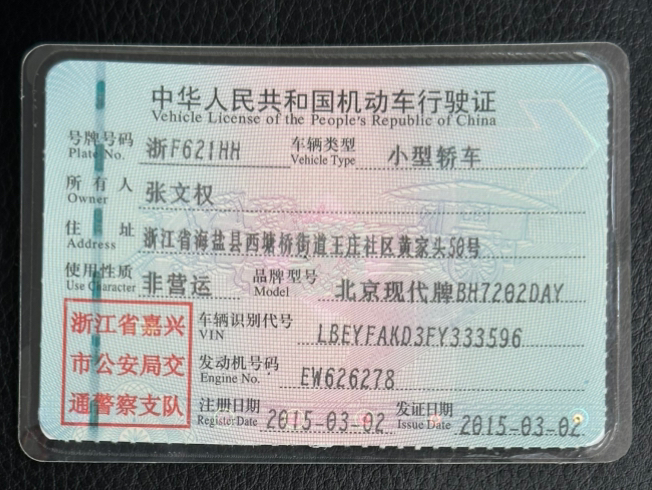 中华人民共和国机动车行驶证
Vehicle License of the People's Republic of China
号牌号码 浙F621HH 车辆类型 小型轿车
Plate No. Vehicle Type
所有人 张文权
Owner
住址 浙江省海盐县西塘桥街道王庄社区黄家头50号
Address
使用性质 非营运 品牌型号 北京现代牌BH7202DAY
Use Character Model
浙江省嘉兴
市公安局交
通警察支队
车辆识别代号 LBEYFAKD3FY333596
VIN
发动机号码 EW626278
Engine No.
注册日期 2015-03-02 发证日期 2015-03-02
Register Date Issue Date